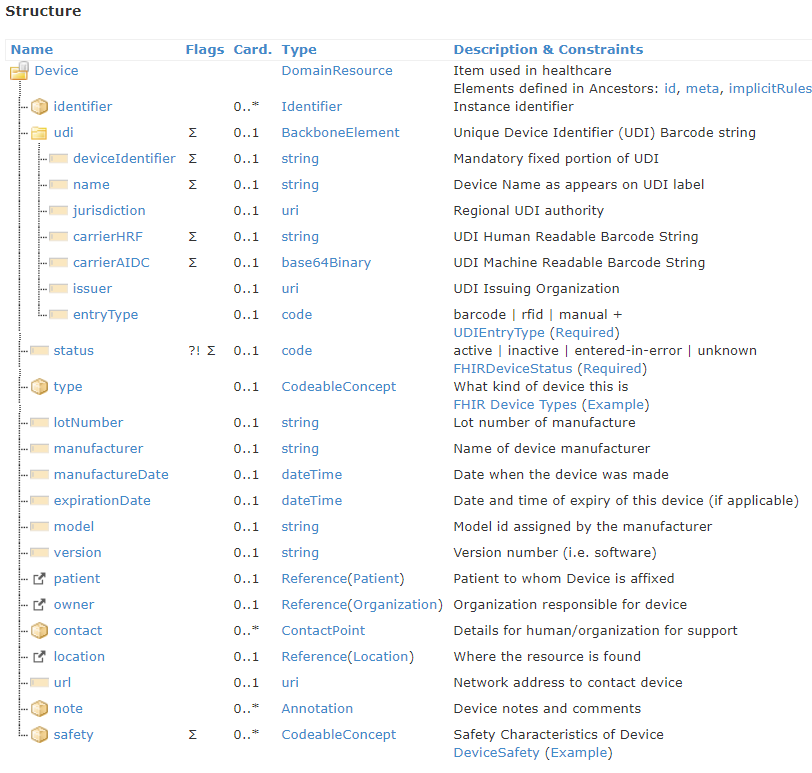 Structure
Name Flags Card. Type Description & Constraints
Device DomainResource Item used in healthcare
Elements defined in Ancestors: id, meta, implicitRules
identifier 0..* Identifier Instance identifier
udi Σ 0..1 BackboneElement Unique Device Identifier (UDI) Barcode string
deviceIdentifier Σ 0..1 string Mandatory fixed portion of UDI
name Σ 0..1 string Device Name as appears on UDI label
jurisdiction 0..1 uri Regional UDI authority
carrierHRF Σ 0..1 string UDI Human Readable Barcode String
carrierAIDC Σ 0..1 base64Binary UDI Machine Readable Barcode String
issuer 0..1 uri UDI Issuing Organization
entryType 0..1 code barcode | rfid | manual +
UDIEntryType (Required)
status ?! Σ 0..1 code active | inactive | entered-in-error | unknown
FHIRDeviceStatus (Required)
type 0..1 CodeableConcept What kind of device this is
FHIR Device Types (Example)
lotNumber 0..1 string Lot number of manufacture
manufacturer 0..1 string Name of device manufacturer
manufactureDate 0..1 dateTime Date when the device was made
expirationDate 0..1 dateTime Date and time of expiry of this device (if applicable)
model 0..1 string Model id assigned by the manufacturer
version 0..1 string Version number (i.e. software)
patient 0..1 Reference(Patient) Patient to whom Device is affixed
owner 0..1 Reference(Organization) Organization responsible for device
contact 0..* ContactPoint Details for human/organization for support
location 0..1 Reference(Location) Where the resource is found
url 0..1 uri Network address to contact device
note 0..* Annotation Device notes and comments
safety Σ 0..* CodeableConcept Safety Characteristics of Device
DeviceSafety (Example)